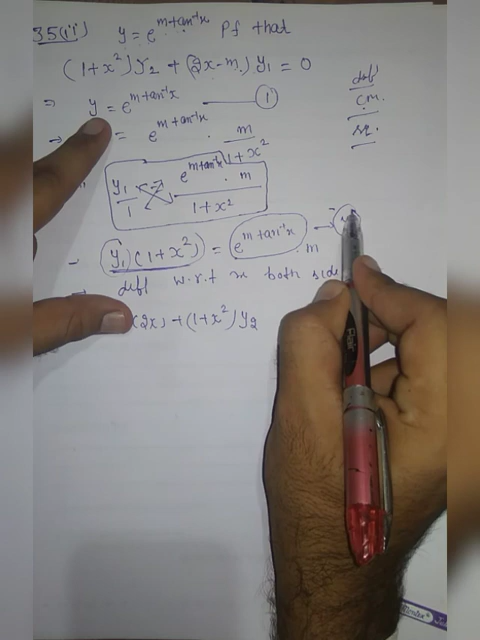 35(ii) y = e^{m tan⁻¹x} Pf that
(1+x²) y₂ + (2x-m) y₁ = 0
⇒ y = e^{m tan⁻¹x} — ①
→ = e^{m tan⁻¹x} · m/(1+x²)
y₁/1 = e^{m tan⁻¹x} · m/(1+x²)
y₁(1+x²) = e^{m tan⁻¹x} · m —
→ diff w.r.t x both side
(2x) + (1+x²) y₂
diff
c.m.